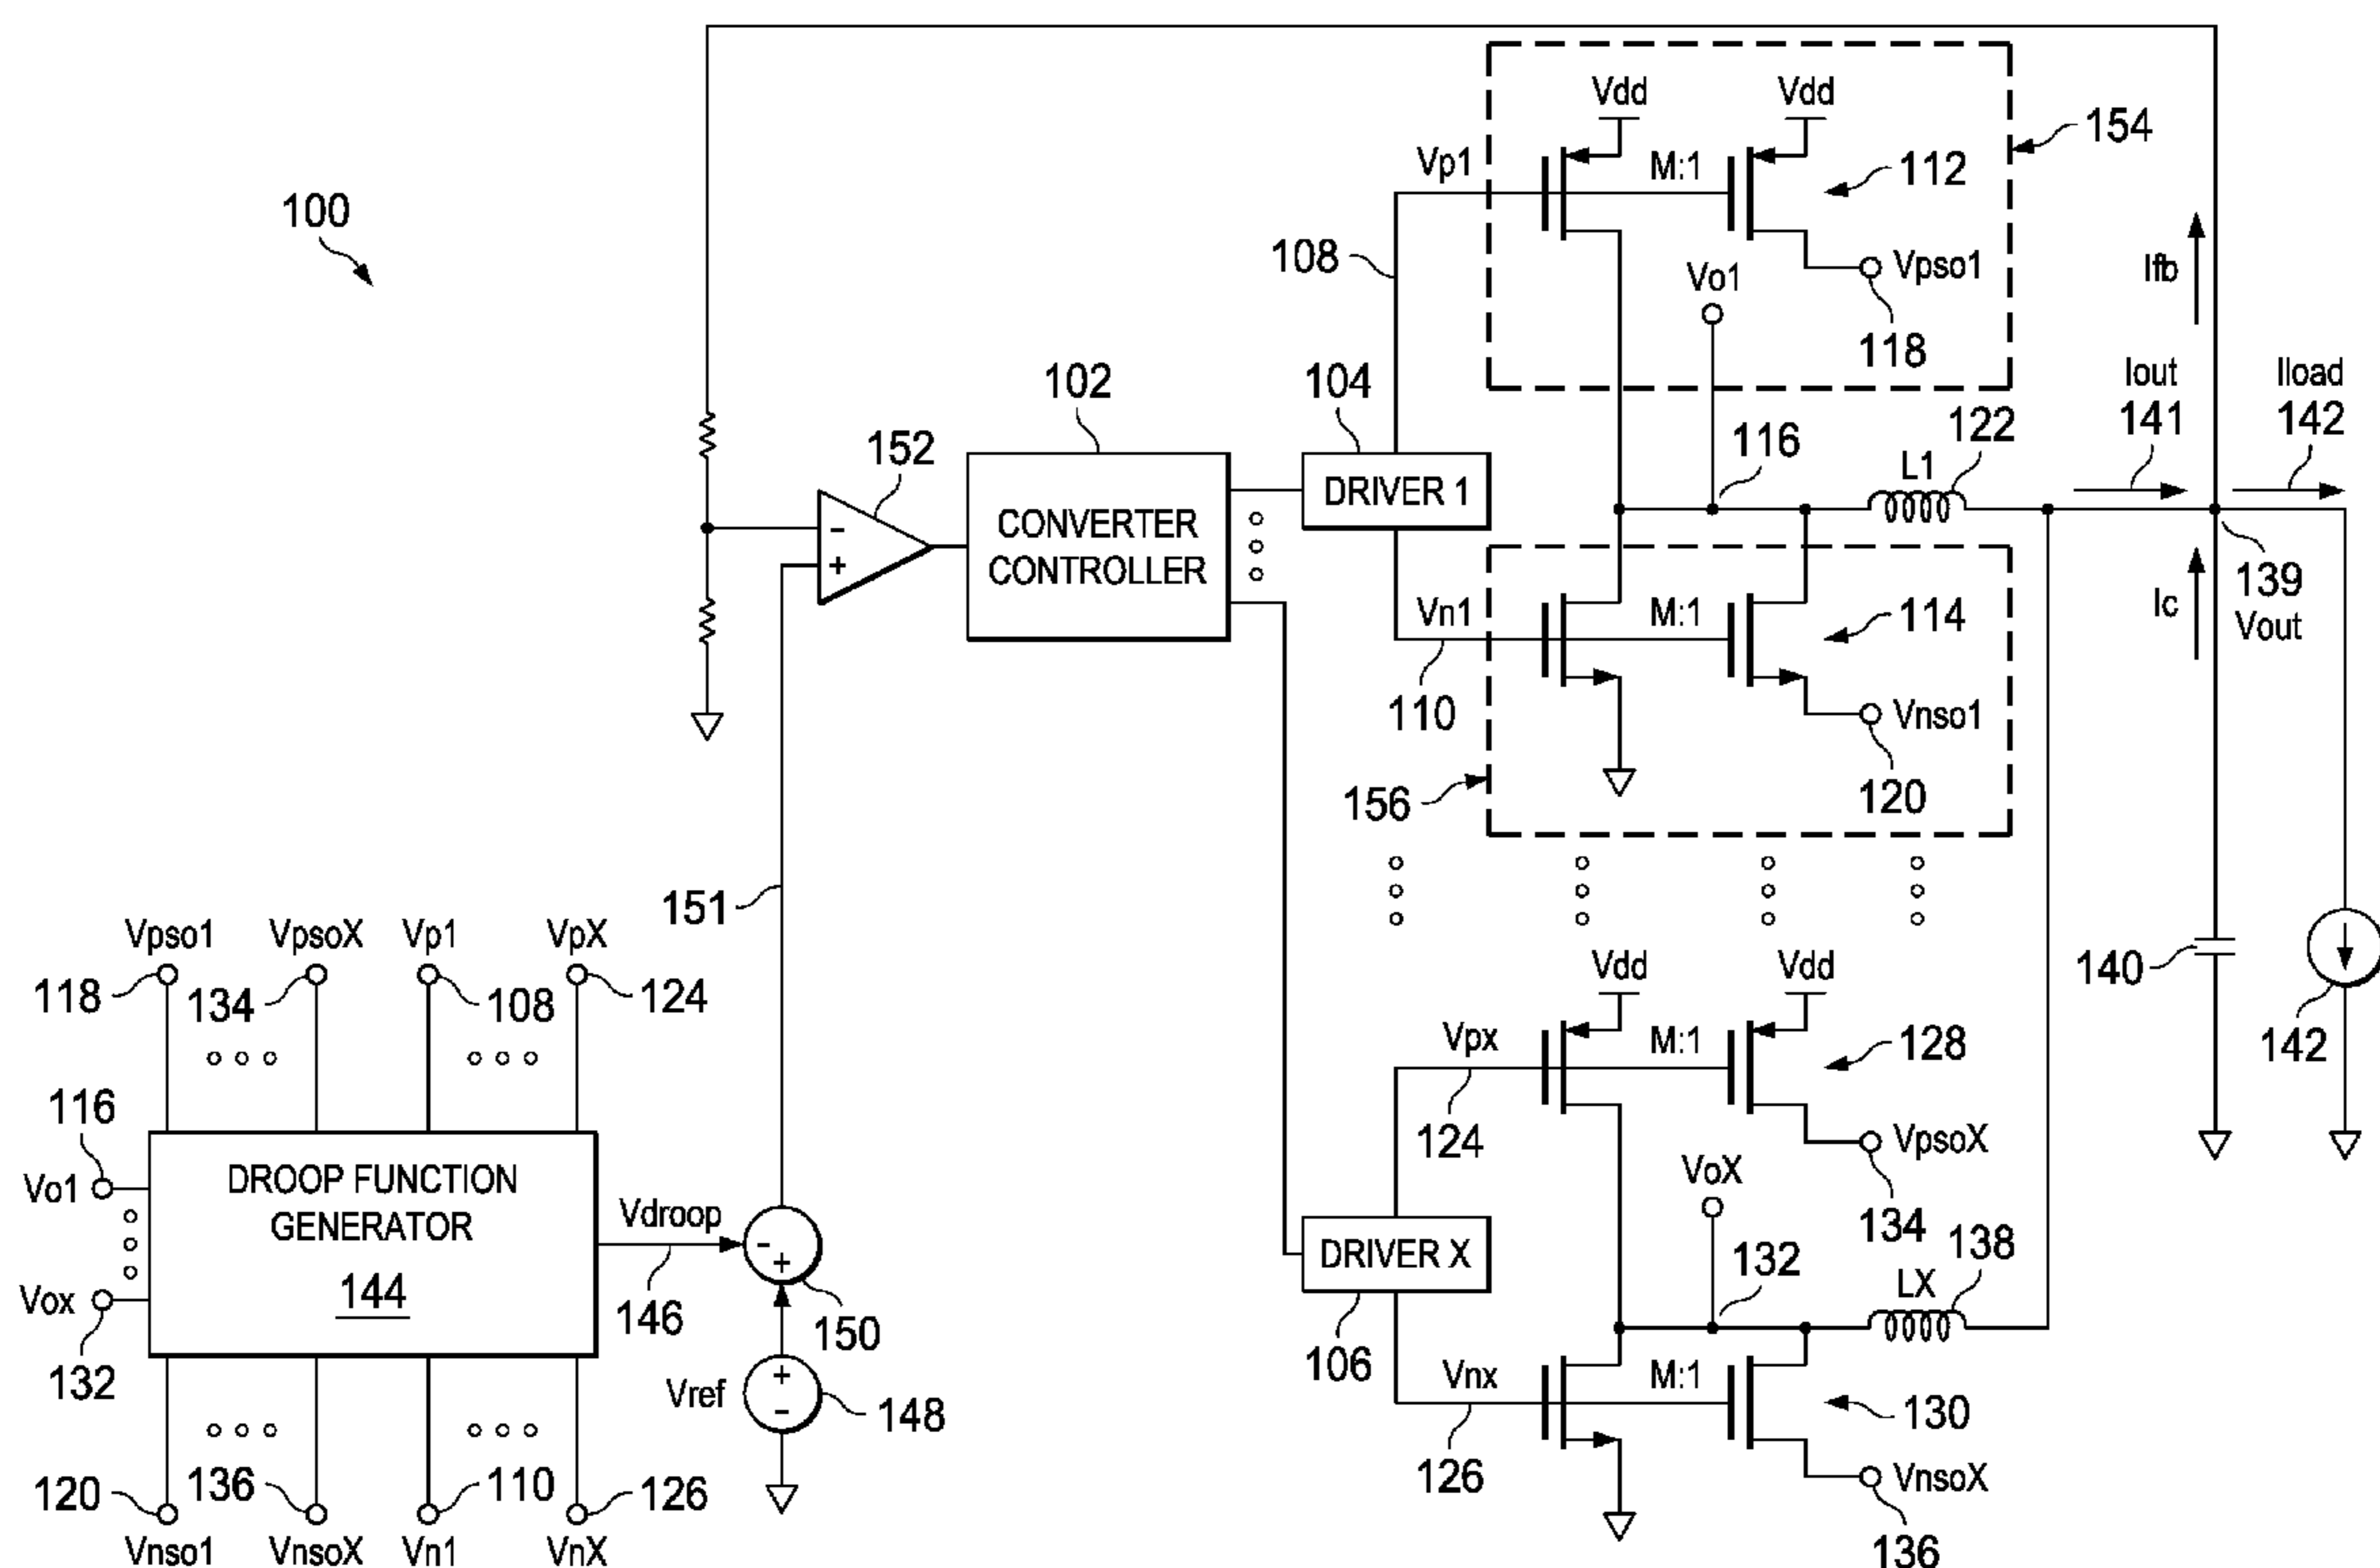 100
Vdd
Vdd
154
Vp1
M:1
112
108
Vo1
Vpso1
118
Ifb
102
104
116
Iout
141
Iload
142
122
L1
152
-
+
CONVERTER
CONTROLLER
DRIVER 1
139
Vout
Ic
Vn1
M:1
114
110
Vnso1
120
156
151
Vpso1
VpsoX
Vp1
VpX
118
134
108
124
Vdd
Vdd
140
142
Vpx
M:1
128
124
VpsoX
134
116
Vo1
DROOP FUNCTION
GENERATOR
144
Vdroop
-
+
146
150
VoX
132
138
LX
DRIVER X
106
Vox
132
Vref
+
-
148
Vnx
M:1
130
126
VnsoX
136
120
136
110
126
Vnso1
VnsoX
Vn1
VnX